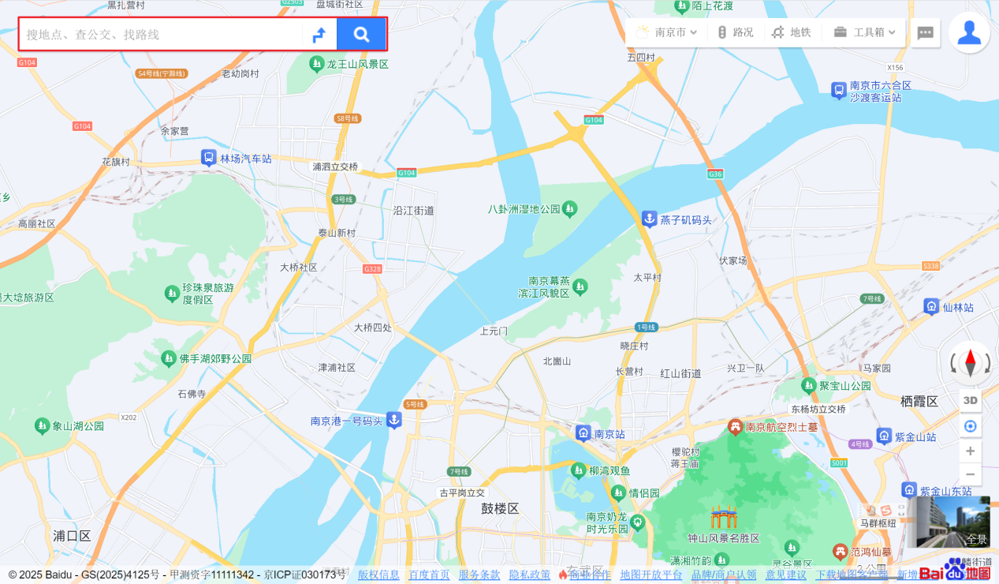 黑扎营村
G2503
盘城街社区
陌上花渡
搜地点、查公交、找路线
南京市
路况
地铁
工具箱
G104
龙王山风景区
五四村
X156
S4号线(宁滁线)
老幼岗村
南京市六合区
沙渡客运站
G104
余家营
S8号线
G104
林场汽车站
花旗村
浦泗立交桥
G104
G36
乡
3号线
沿江街道
八卦洲湿地公园
燕子矶码头
高丽社区
泰山新村
大桥社区
G328
伏家场
S338
太平村
南京幕燕
滨江风貌区
珍珠泉旅游
度假区
大埝旅游区
7号线
仙林站
大桥四处
上元门
1号线
晓庄村
佛手湖郊野公园
津浦社区
北崮山
长营村
红山街道
兴卫一队
马家园
石佛寺
聚宝山公园
3D
栖霞区
5号线
东杨坊立交桥
X202
南京港一号码头
象山湖公园
南京站
南京航空烈士墓
紫金山站
4号线
樱驼村
蒋王庙
S001
7号线
柳湾观鱼
古平岗立交
情侣园
紫金山东站
鼓楼区
南京奶龙
时光乐园
马群枢纽
浦口区
钟山风景名胜区
全景
潇湘竹韵
灵谷景区
范鸿仙墓
2公里
玄武区
麒麟街道
© 2025 Baidu - GS(2025)4125号 - 甲测资字11111342 - 京ICP证030173号 版权信息 百度首页 服务条款 隐私政策 商业合作 地图开放平台 品牌/商户认领 意见建议 下载地图客户端 新增
Bai du 地图